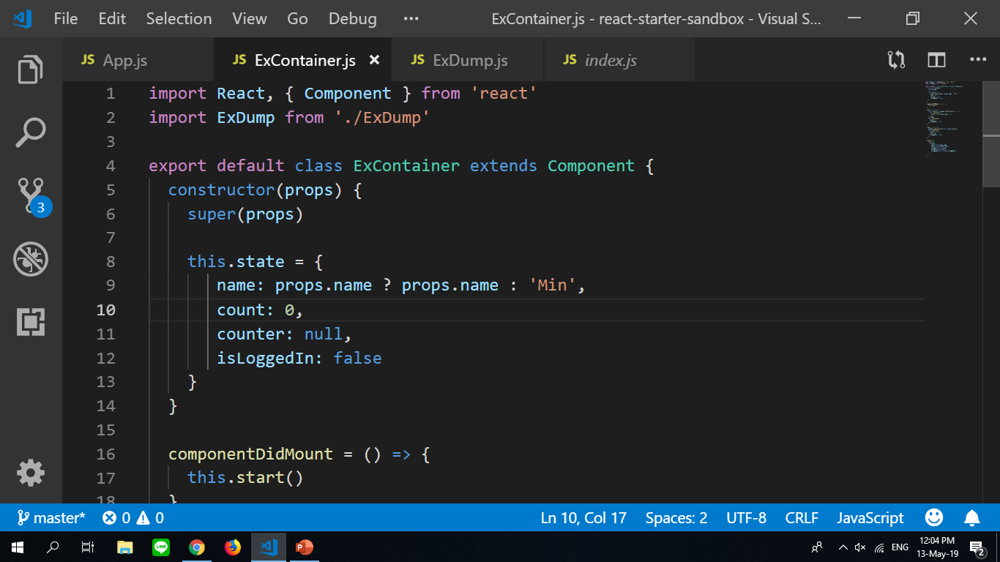 File Edit Selection View Go Debug ··· ExContainer.js - react-starter-sandbox - Visual S...
JS App.js JS ExContainer.js × JS ExDump.js JS index.js ···
1 import React, { Component } from 'react'
2 import ExDump from './ExDump'
3
4 export default class ExContainer extends Component {
5 constructor(props) {
6 super(props)
7
8 this.state = {
9 name: props.name ? props.name : 'Min',
10 count: 0,
11 counter: null,
12 isLoggedIn: false
13 }
14 }
15
16 componentDidMount = () => {
17 this.start()
18 }
3
master* 0 0 Ln 10, Col 17 Spaces: 2 UTF-8 CRLF JavaScript
LINE P ENG 12:04 PM
13-May-19 2